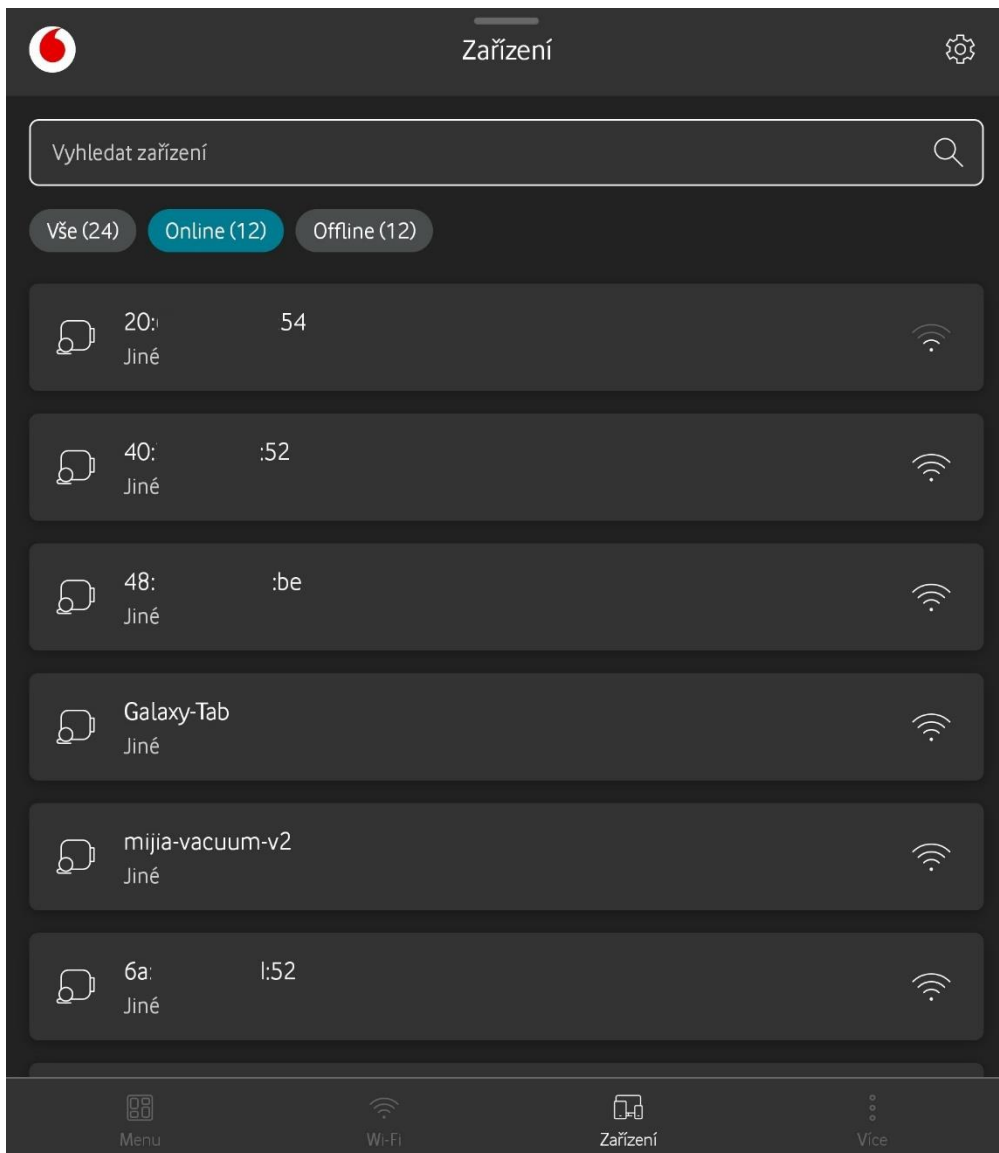 Zařízení
Vyhledat zařízení
Vše (24) Online (12) Offline (12)
20: 54
Jiné
40: :52
Jiné
48: :be
Jiné
Galaxy-Tab
Jiné
mijia-vacuum-v2
Jiné
6a: :52
Jiné
Menu Wi-Fi Zařízení Více